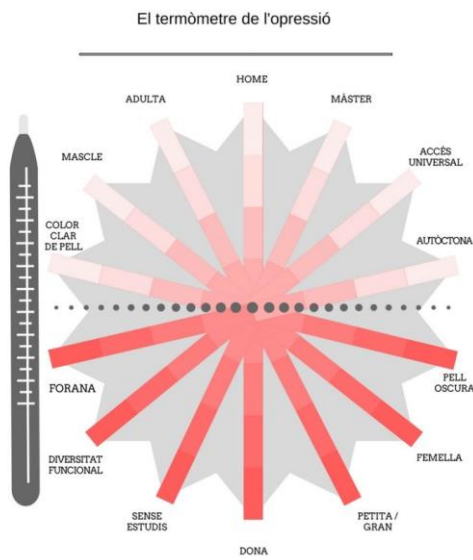 El termòmetre de l'opressió
HOME
ADULTA
MÀSTER
MASCLE
ACCÈS
UNIVERSAL
COLOR
CLAR
DE PELL
AUTÒCTONA
FORANA
PELL
OSCURA
DIVERSITAT
FUNCIONAL
FEMELLA
SENSE
ESTUDIS
PETITA /
GRAN
DONA